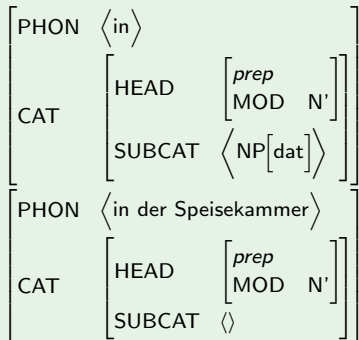 PHON ⟨in⟩
prep
HEAD
MOD N’
CAT
SUBCAT ⟨NP[dat]⟩
PHON ⟨in der Speisekammer⟩
prep
HEAD
MOD N’
CAT
SUBCAT ⟨⟩